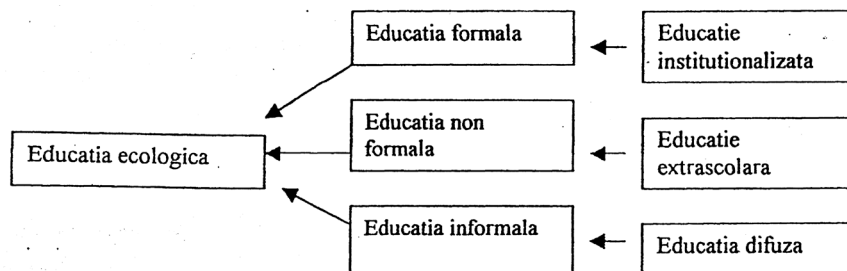 Educatia formala
Educatie
institutionalizata
Educatia ecologica
Educatia non
formala
Educatie
extrascolara
Educatia informala
Educatia difuza